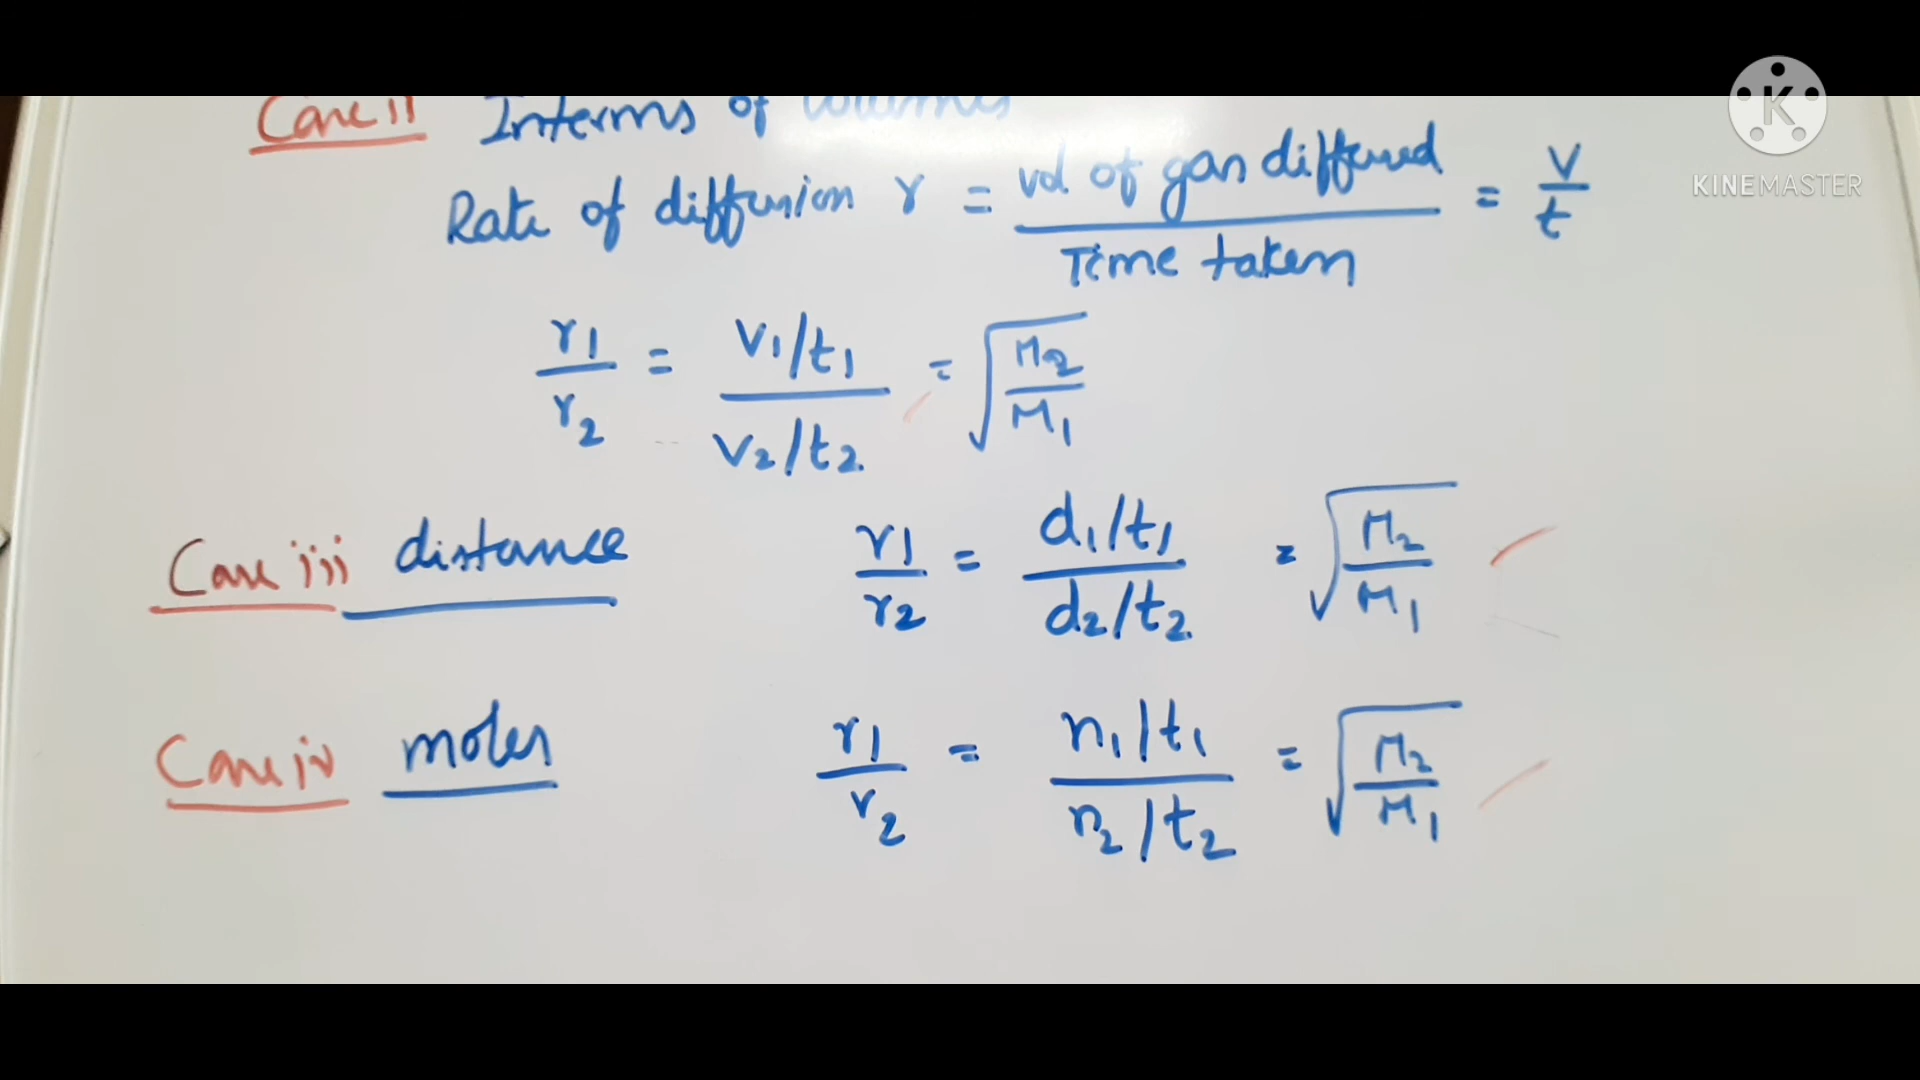 Case ii Interms of volumes
Rate of diffusion r = vol of gas diffused / Time taken = V/t
r1/r2 = V1/t1 / V2/t2 = √M2/M1
Case iii distance r1/r2 = d1/t1 / d2/t2 = √M2/M1
Case iv moles r1/r2 = n1/t1 / n2/t2 = √M2/M1
K
KINEMASTER